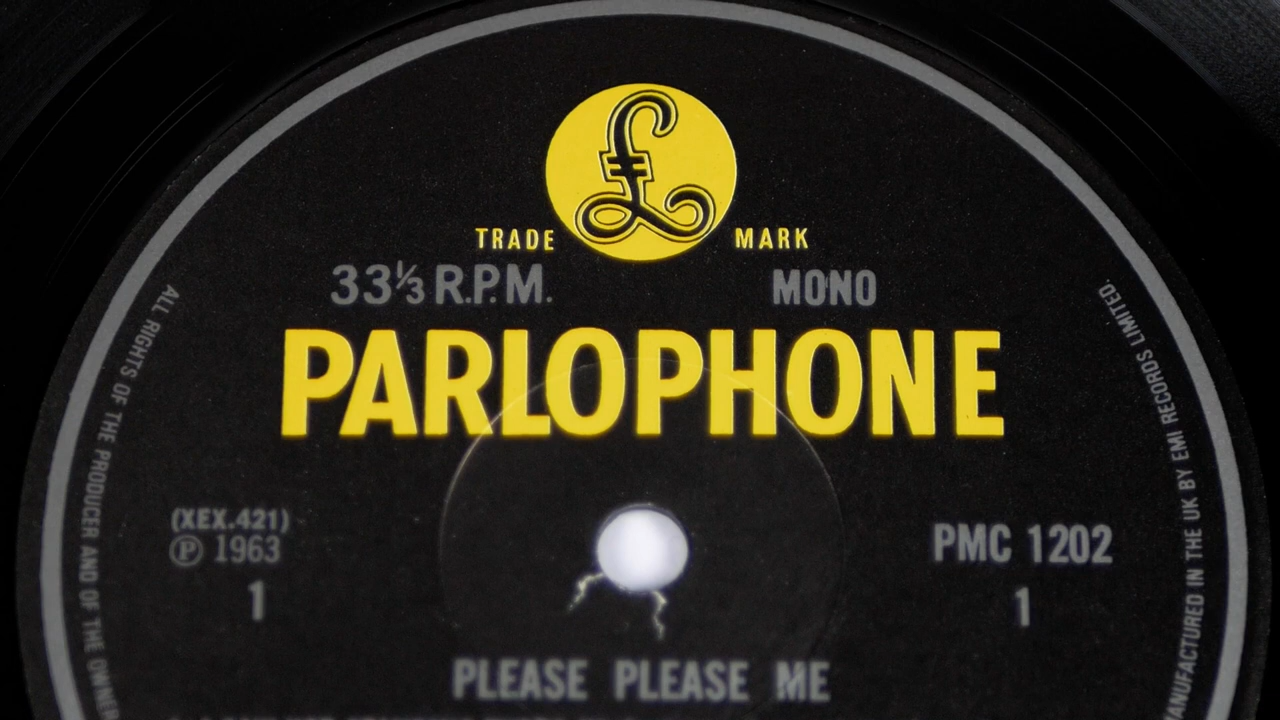 £
TRADE MARK
33⅓ R.P.M. MONO
PARLOPHONE
(XEX.421)
Ⓟ 1963
1
PMC 1202
1
PLEASE PLEASE ME
ALL RIGHTS OF THE PRODUCER AND OF THE OWNER
MANUFACTURED IN THE UK BY EMI RECORDS LIMITED.